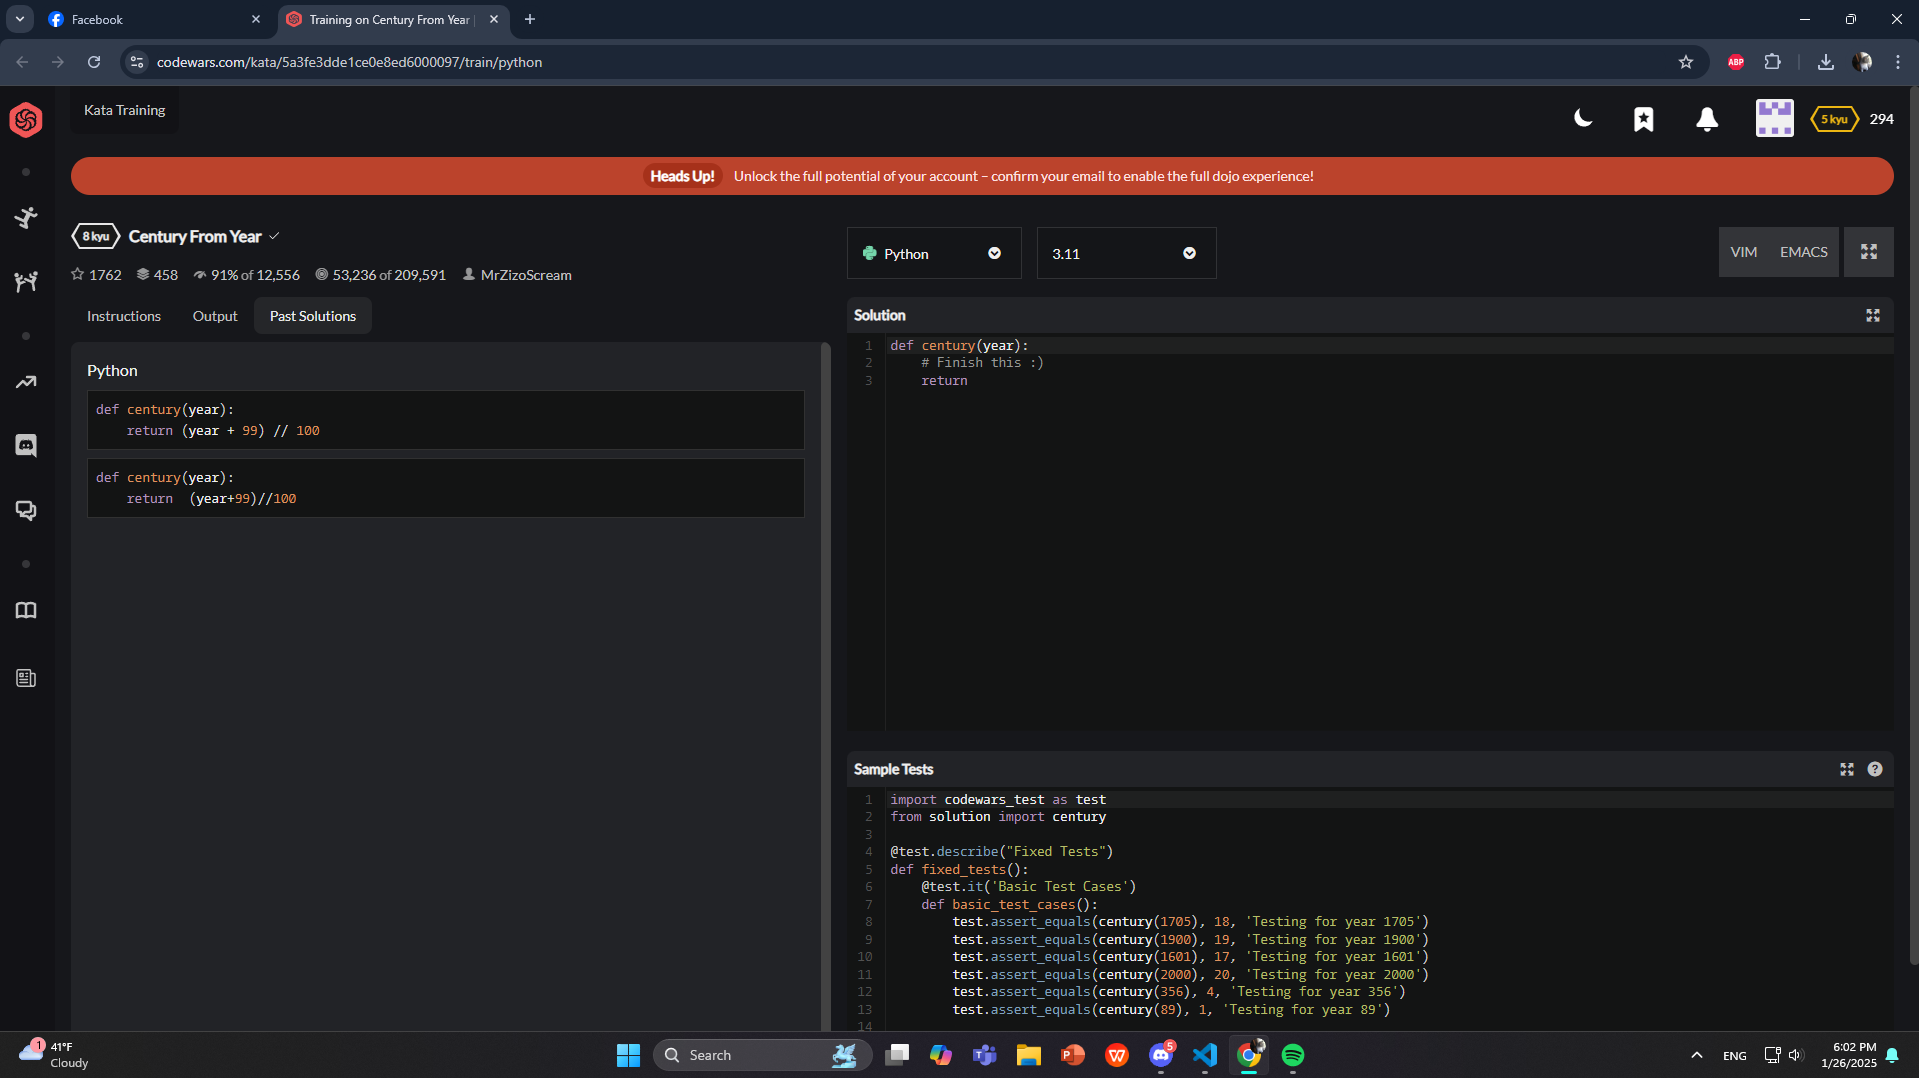 Facebook
Training on Century From Year |
codewars.com/kata/5a3fe3dde1ce0e8ed6000097/train/python
ABP
Kata Training
5 kyu
294
Heads Up! Unlock the full potential of your account – confirm your email to enable the full dojo experience!
8 kyu
Century From Year
1762
458
91% of 12,556
53,236 of 209,591
MrZizoScream
Python
3.11
VIM
EMACS
Instructions
Output
Past Solutions
Python
def century(year):
    return (year + 99) // 100
def century(year):
    return  (year+99)//100
Solution
1 def century(year):
2     # Finish this :)
3     return
Sample Tests
?
1 import codewars_test as test
2 from solution import century
3
4 @test.describe("Fixed Tests")
5 def fixed_tests():
6     @test.it('Basic Test Cases')
7     def basic_test_cases():
8         test.assert_equals(century(1705), 18, 'Testing for year 1705')
9         test.assert_equals(century(1900), 19, 'Testing for year 1900')
10         test.assert_equals(century(1601), 17, 'Testing for year 1601')
11         test.assert_equals(century(2000), 20, 'Testing for year 2000')
12         test.assert_equals(century(356), 4, 'Testing for year 356')
13         test.assert_equals(century(89), 1, 'Testing for year 89')
14
1
41°F
Cloudy
Search
P
W
5
ENG
6:02 PM
1/26/2025